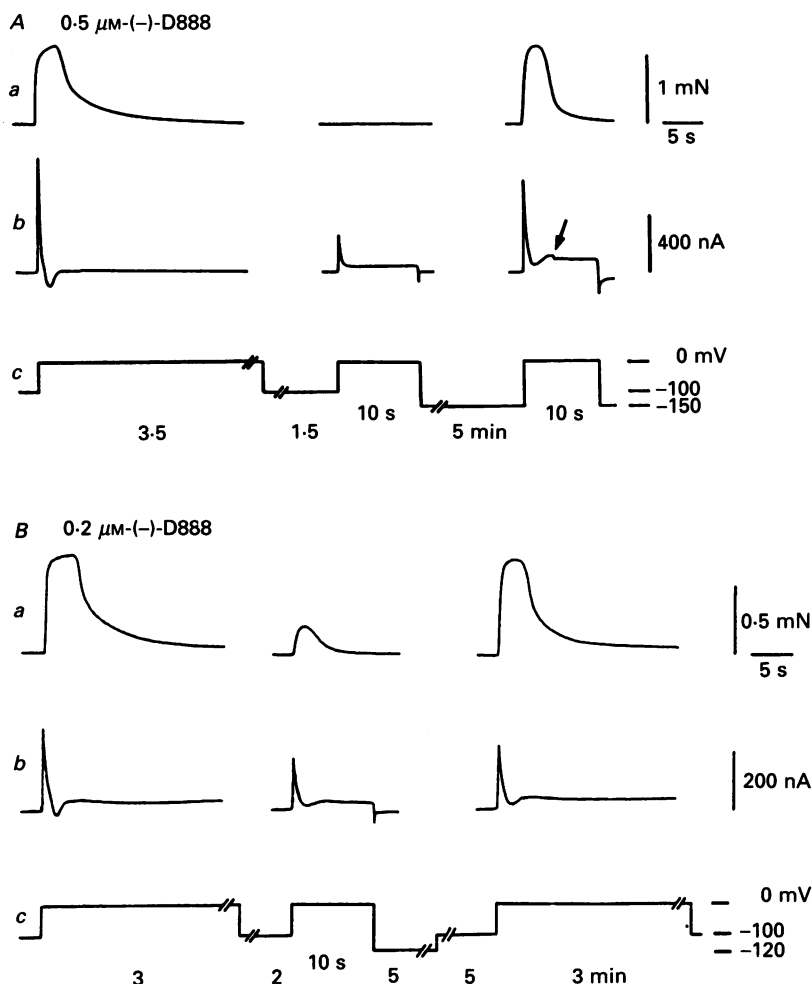 A 0·5 μM-(–)-D888
a
1 mN
5 s
b
400 nA
c
0 mV
–100
–150
10 s
10 s
3·5 1·5 5 min
B 0·2 μM-(–)-D888
a
0·5 mN
5 s
b
200 nA
c
0 mV
–100
–120
10 s
3 2 5 5 3 min